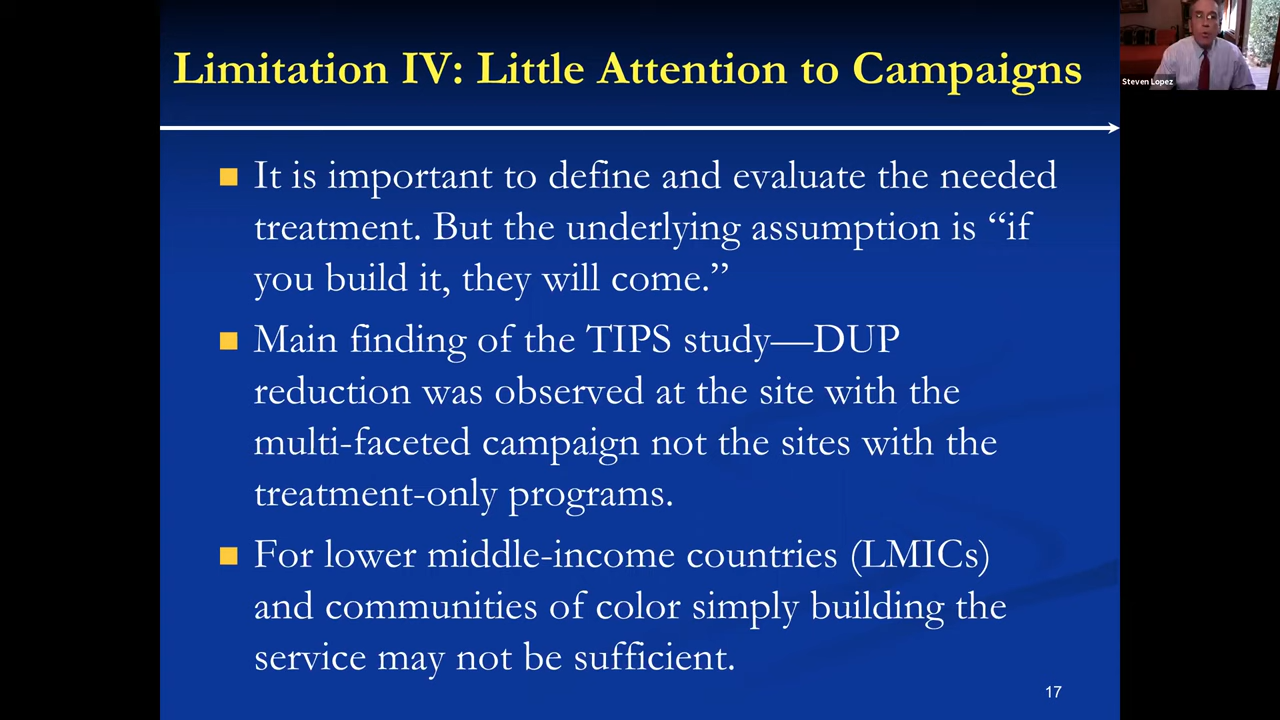 Limitation IV: Little Attention to Campaigns
Steven Lopez
It is important to define and evaluate the needed
treatment. But the underlying assumption is “if
you build it, they will come.”
Main finding of the TIPS study—DUP
reduction was observed at the site with the
multi-faceted campaign not the sites with the
treatment-only programs.
For lower middle-income countries (LMICs)
and communities of color simply building the
service may not be sufficient.
17